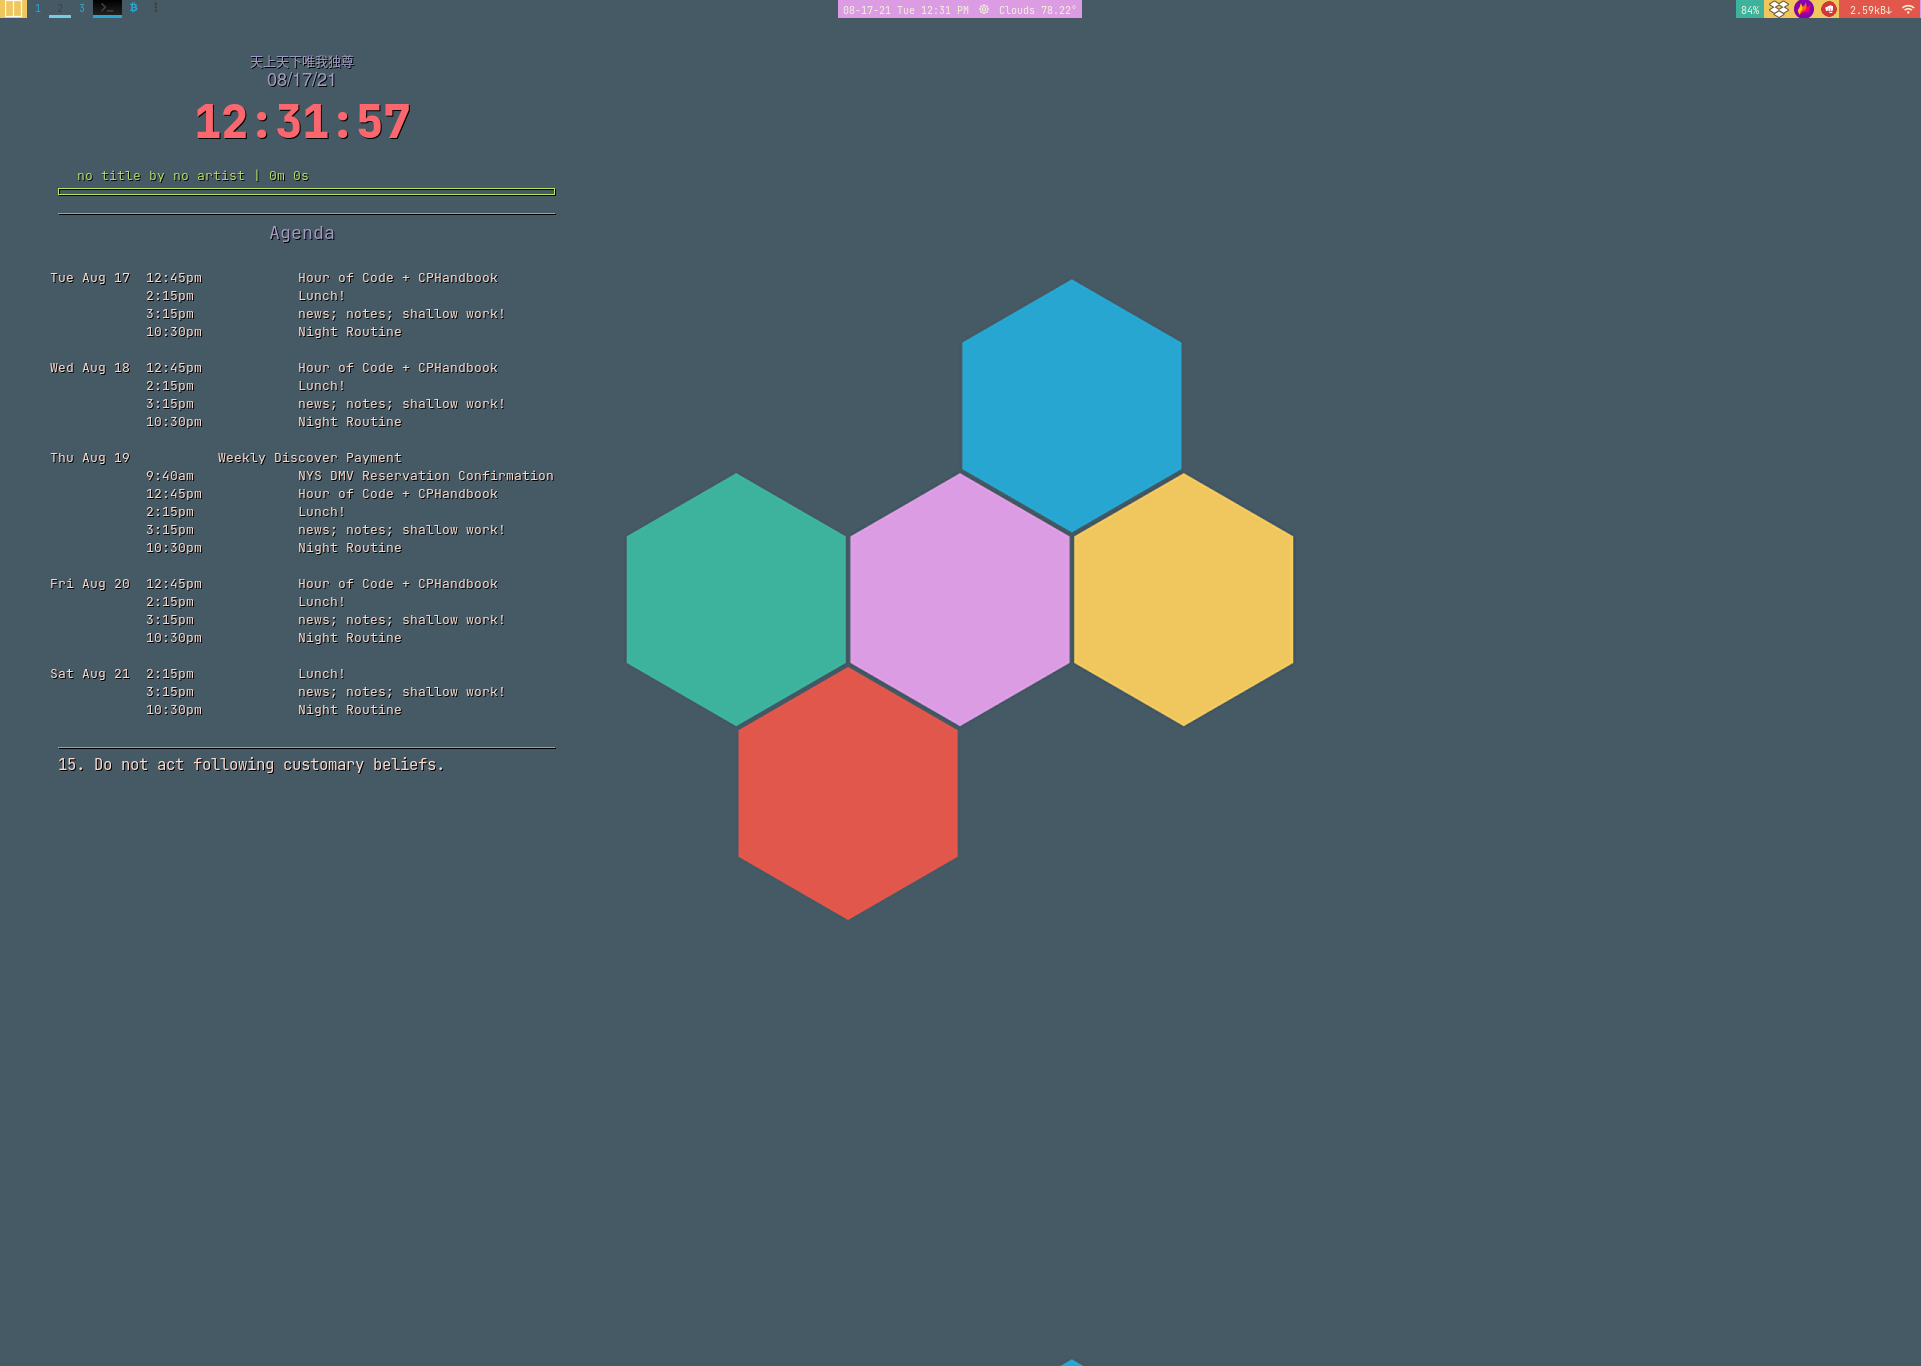 1 2 3 >_
08-17-21 Tue 12:31 PM Clouds 78.22°
84% 2.59kB↓
天上天下唯我独尊
08/17/21
12:31:57
no title by no artist | 0m 0s
Agenda
Tue Aug 17 12:45pm Hour of Code + CPHandbook
2:15pm Lunch!
3:15pm news; notes; shallow work!
10:30pm Night Routine
Wed Aug 18 12:45pm Hour of Code + CPHandbook
2:15pm Lunch!
3:15pm news; notes; shallow work!
10:30pm Night Routine
Thu Aug 19 Weekly Discover Payment
9:40am NYS DMV Reservation Confirmation
12:45pm Hour of Code + CPHandbook
2:15pm Lunch!
3:15pm news; notes; shallow work!
10:30pm Night Routine
Fri Aug 20 12:45pm Hour of Code + CPHandbook
2:15pm Lunch!
3:15pm news; notes; shallow work!
10:30pm Night Routine
Sat Aug 21 2:15pm Lunch!
3:15pm news; notes; shallow work!
10:30pm Night Routine
15. Do not act following customary beliefs.